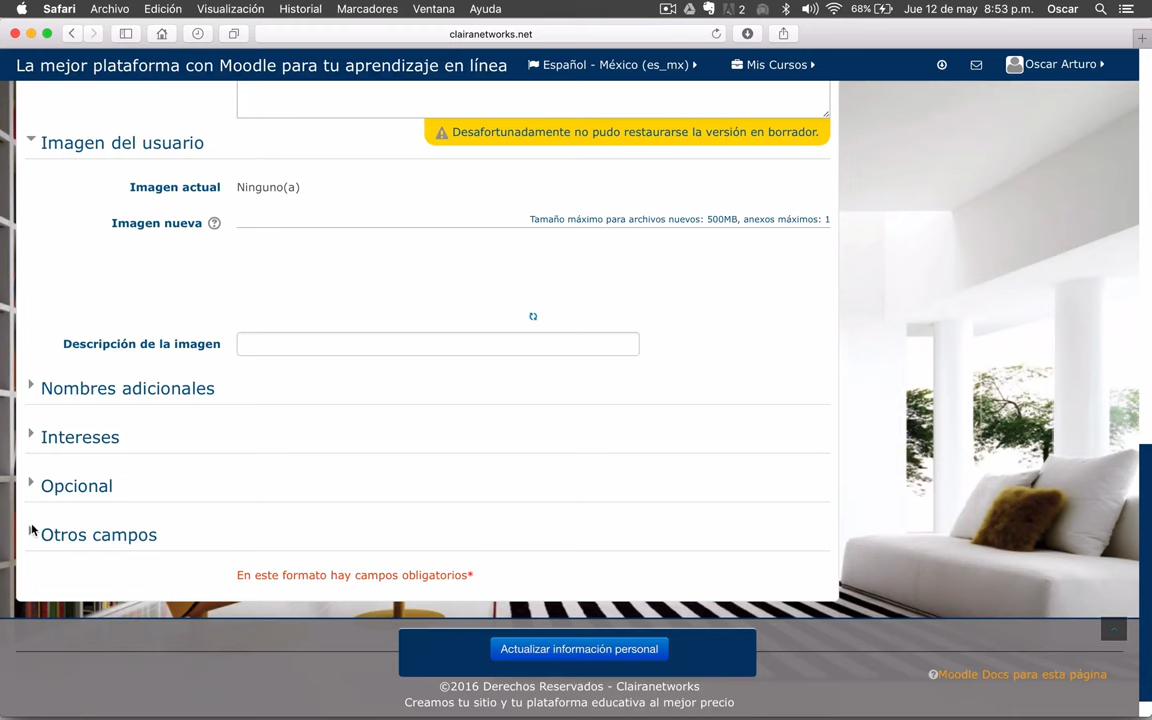 Safari Archivo Edición Visualización Historial Marcadores Ventana Ayuda 2 68% Jue 12 de may 8:53 p.m. Oscar
clairanetworks.net
La mejor plataforma con Moodle para tu aprendizaje en línea Español - México (es_mx) Mis Cursos Oscar Arturo
Desafortunadamente no pudo restaurarse la versión en borrador.
Imagen del usuario
Imagen actual Ninguno(a)
Imagen nueva Tamaño máximo para archivos nuevos: 500MB, anexos máximos: 1
Descripción de la imagen
Nombres adicionales
Intereses
Opcional
Otros campos
En este formato hay campos obligatorios*
Actualizar información personal
Moodle Docs para esta página
©2016 Derechos Reservados - Clairanetworks
Creamos tu sitio y tu plataforma educativa al mejor precio